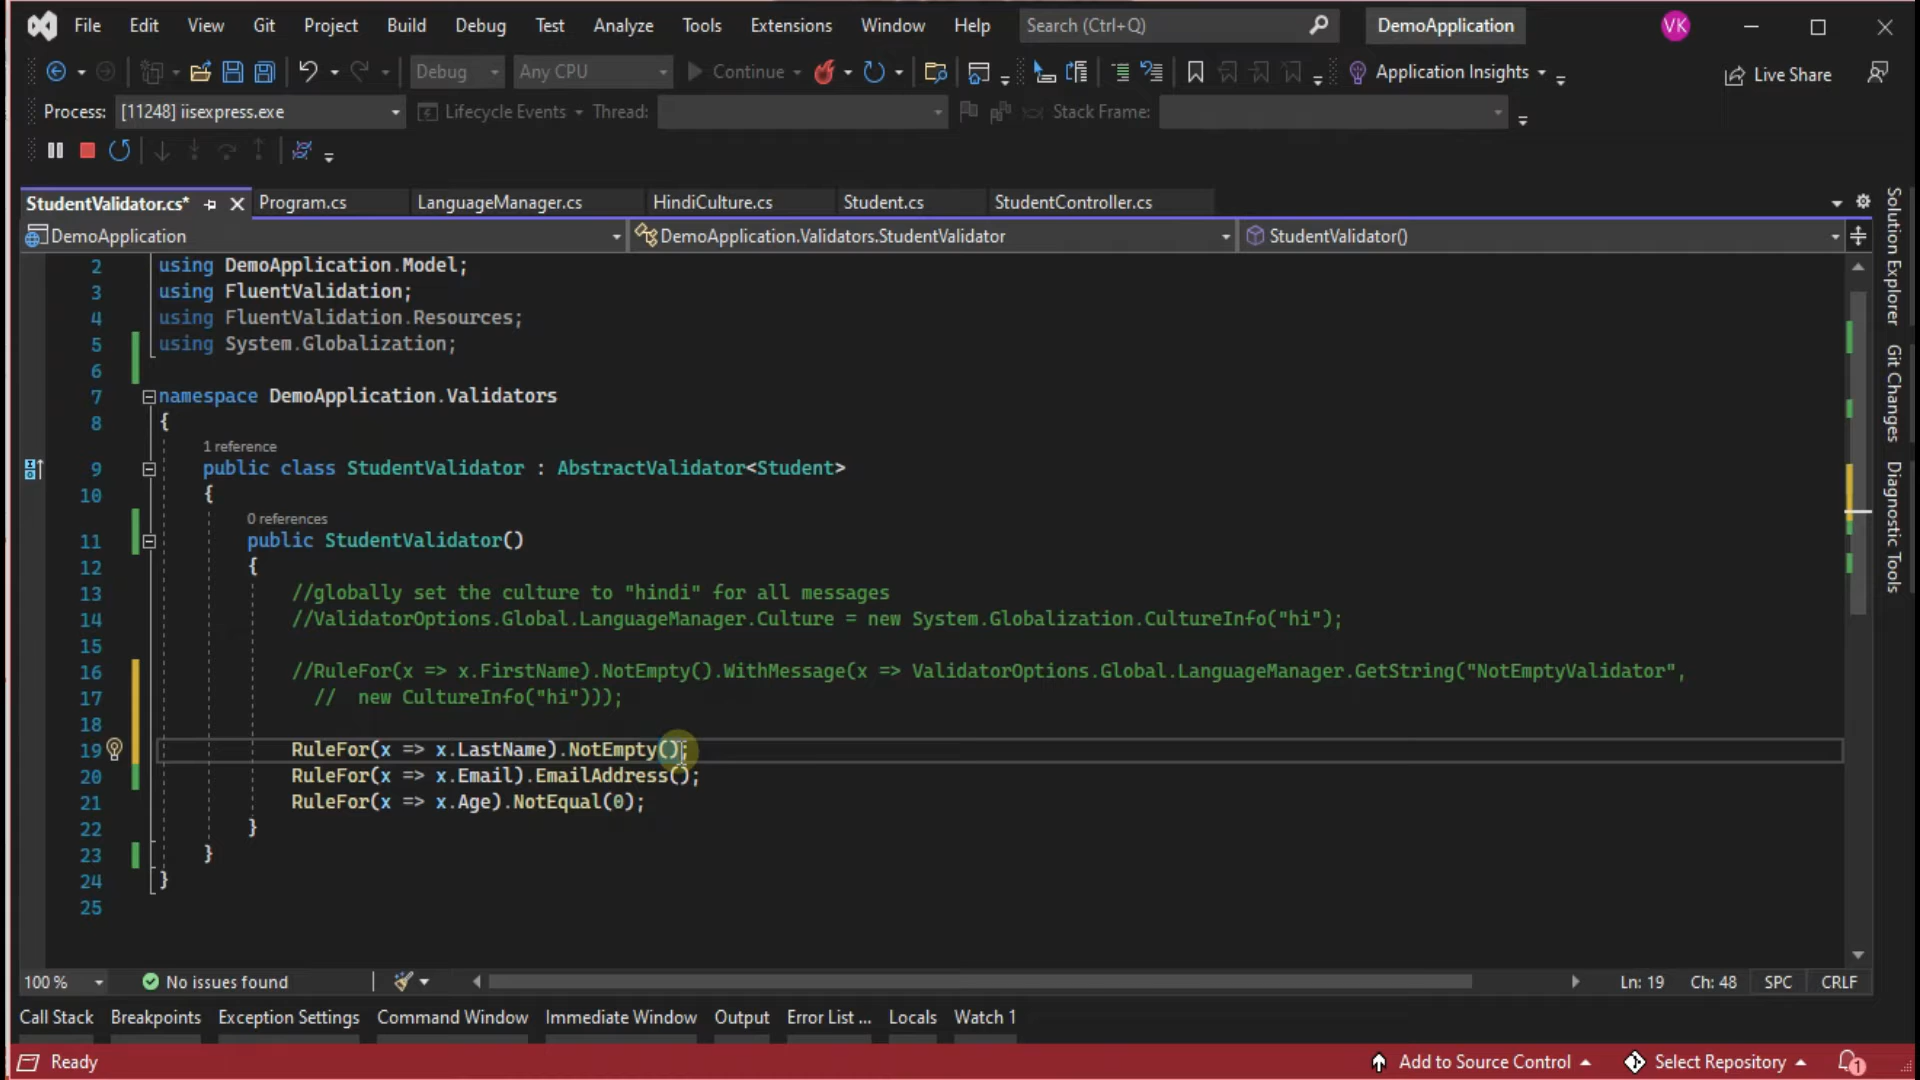 File Edit View Git Project Build Debug Test Analyze Tools Extensions Window Help Search (Ctrl+Q) DemoApplication VK
Debug Any CPU Continue Application Insights Live Share
Process: [11248] iisexpress.exe Lifecycle Events Thread: Stack Frame:
StudentValidator.cs* Program.cs LanguageManager.cs HindiCulture.cs Student.cs StudentController.cs
DemoApplication DemoApplication.Validators.StudentValidator StudentValidator()
2 using DemoApplication.Model;
3 using FluentValidation;
4 using FluentValidation.Resources;
5 using System.Globalization;
6
7 namespace DemoApplication.Validators
8 {
1 reference
9 public class StudentValidator : AbstractValidator<Student>
10 {
0 references
11 public StudentValidator()
12 {
13 //globally set the culture to "hindi" for all messages
14 //ValidatorOptions.Global.LanguageManager.Culture = new System.Globalization.CultureInfo("hi");
15
16 //RuleFor(x => x.FirstName).NotEmpty().WithMessage(x => ValidatorOptions.Global.LanguageManager.GetString("NotEmptyValidator",
17 // new CultureInfo("hi")));
18
19 RuleFor(x => x.LastName).NotEmpty();
20 RuleFor(x => x.Email).EmailAddress();
21 RuleFor(x => x.Age).NotEqual(0);
22 }
23 }
24 }
25
100 % No issues found Ln: 19 Ch: 48 SPC CRLF
Call Stack Breakpoints Exception Settings Command Window Immediate Window Output Error List ... Locals Watch 1
Ready Add to Source Control Select Repository 1
Solution Explorer
Git Changes
Diagnostic Tools